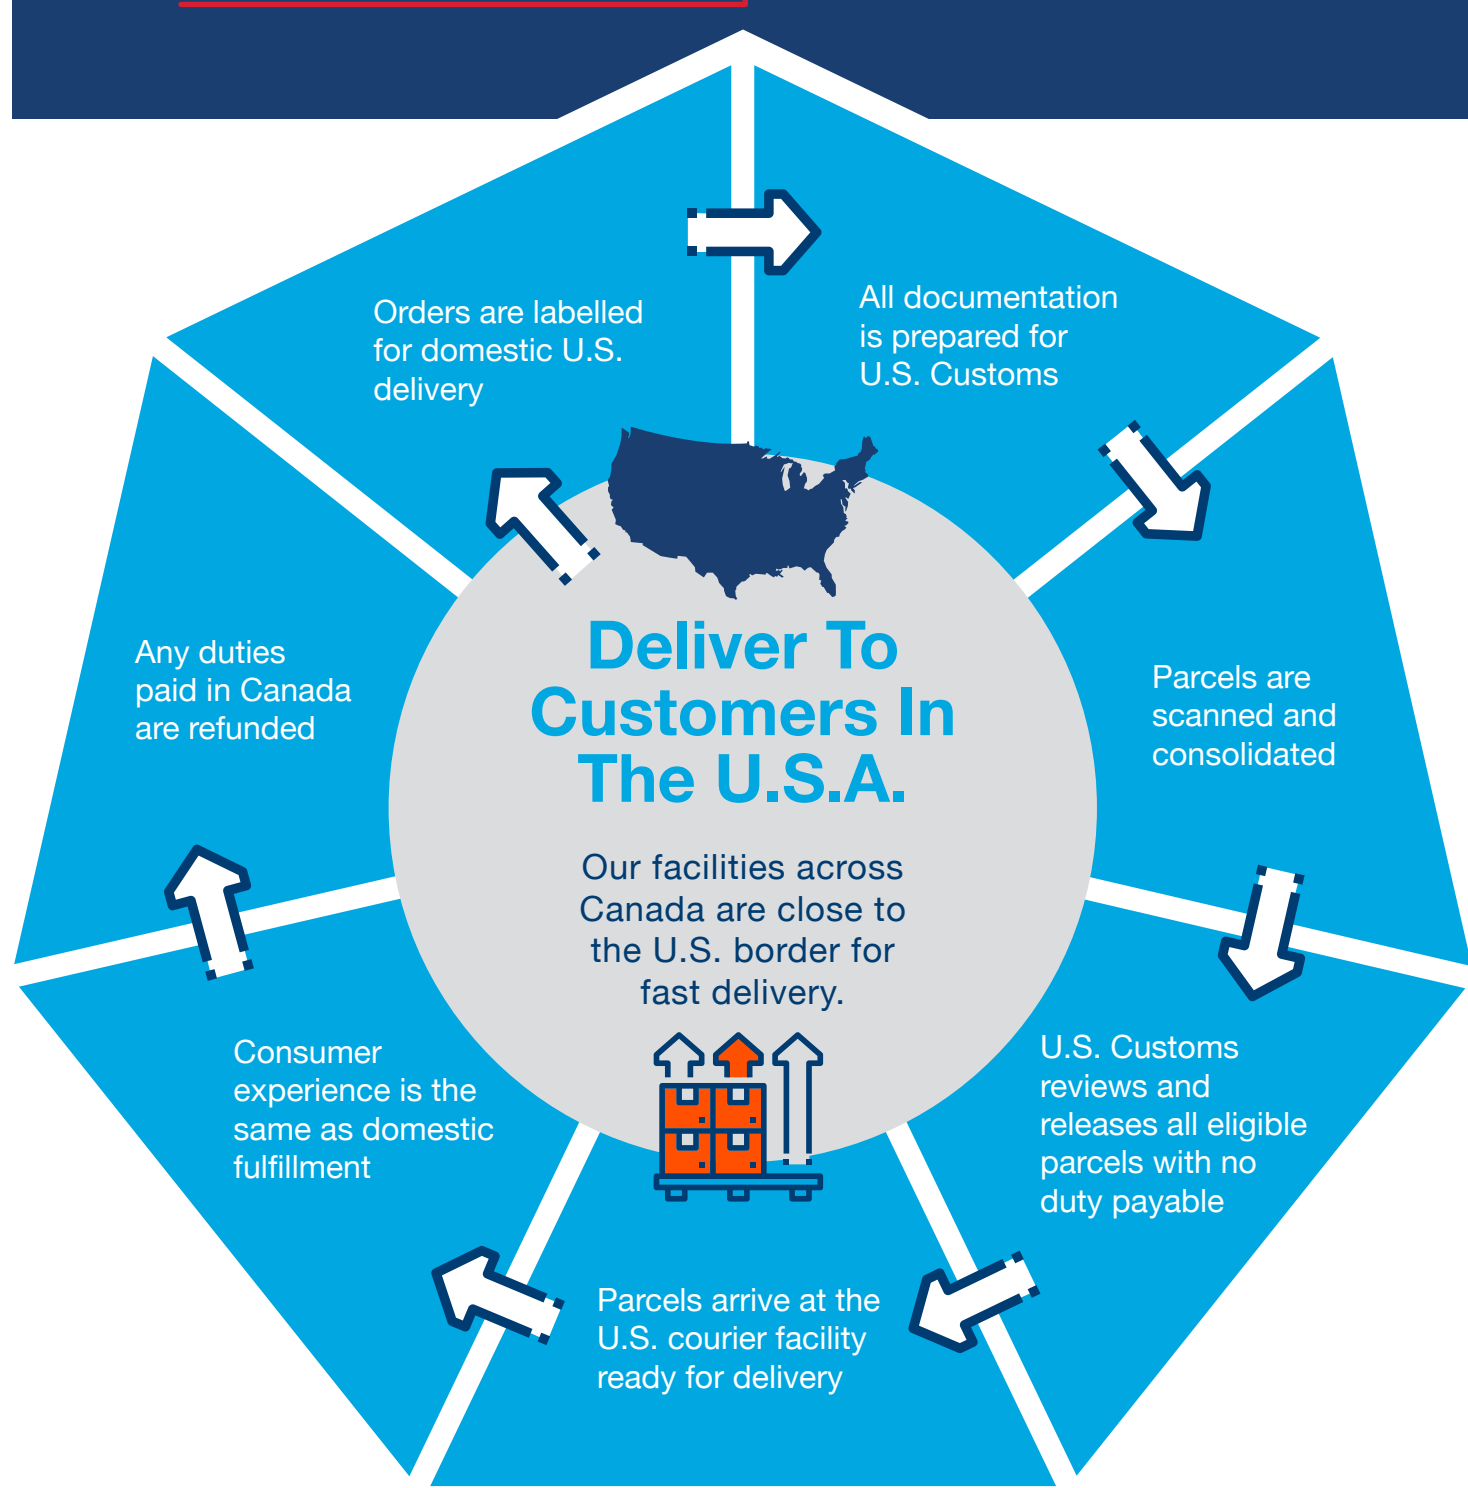 Orders are labelled
for domestic U.S.
delivery
All documentation
is prepared for
U.S. Customs
Parcels are
scanned and
consolidated
U.S. Customs
reviews and
releases all eligible
parcels with no
duty payable
Parcels arrive at the
U.S. courier facility
ready for delivery
Consumer
experience is the
same as domestic
fulfillment
Any duties
paid in Canada
are refunded
Deliver To
Customers In
The U.S.A.
Our facilities across
Canada are close to
the U.S. border for
fast delivery.